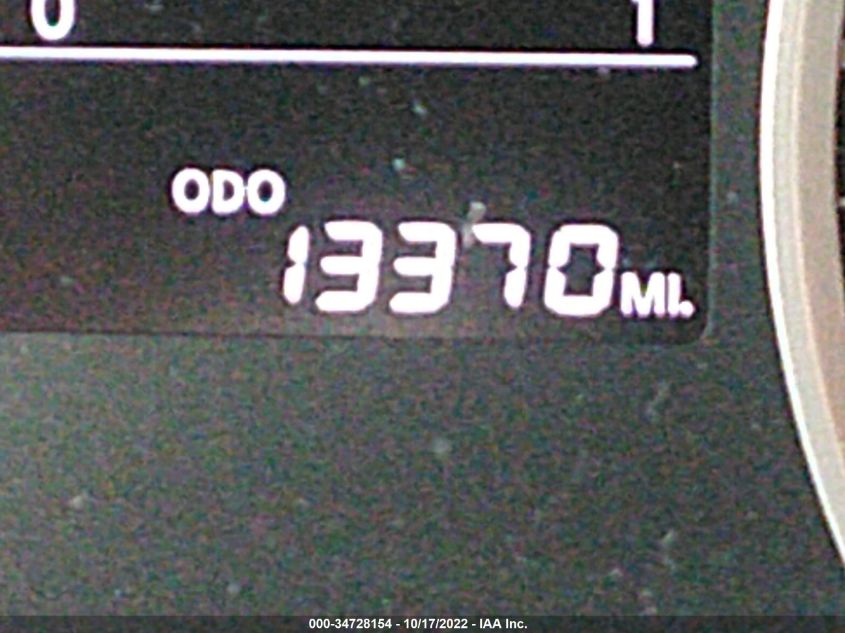 0 1
ODO
13370 MI.
000-34728154 - 10/17/2022 - IAA Inc.